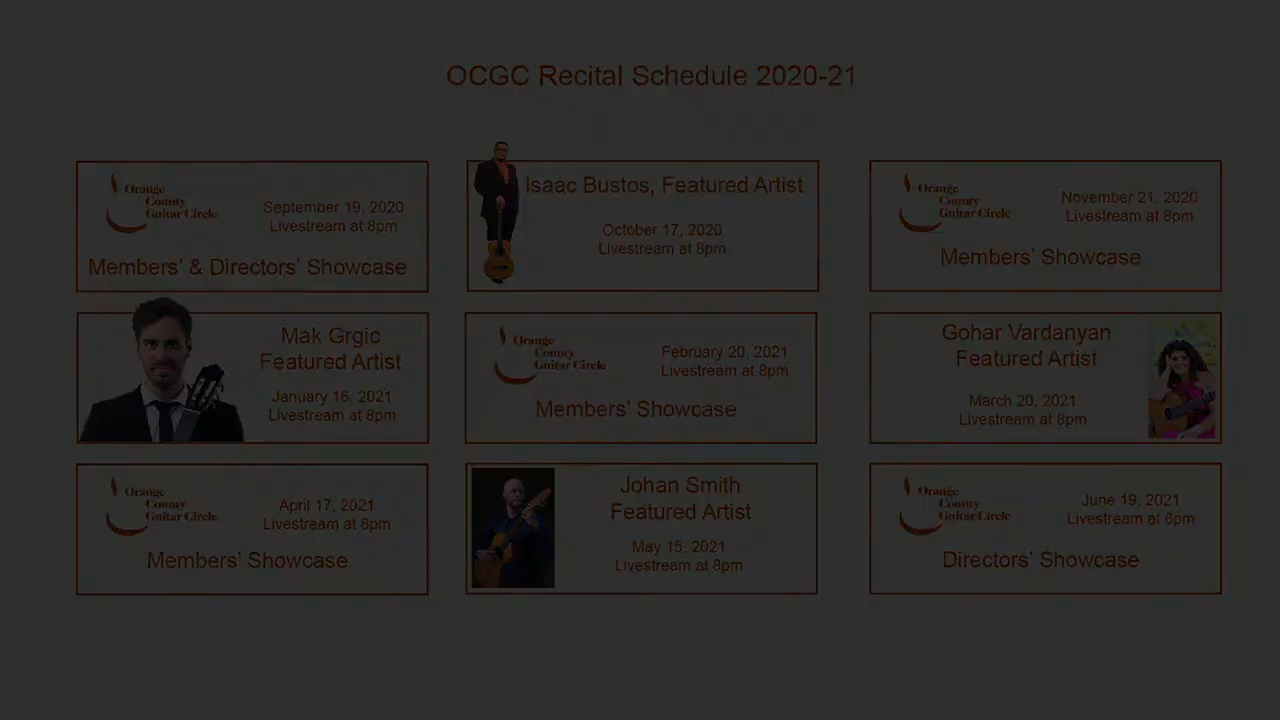 OCGC Recital Schedule 2020-21
Orange
County
Guitar Circle
September 19, 2020
Livestream at 8pm
Members' & Directors' Showcase
Isaac Bustos, Featured Artist
October 17, 2020
Livestream at 8pm
Orange
County
Guitar Circle
November 21, 2020
Livestream at 8pm
Members' Showcase
Mak Grgic
Featured Artist
January 16, 2021
Livestream at 8pm
Orange
County
Guitar Circle
February 20, 2021
Livestream at 8pm
Members' Showcase
Gohar Vardanyan
Featured Artist
March 20, 2021
Livestream at 8pm
Orange
County
Guitar Circle
April 17, 2021
Livestream at 8pm
Members' Showcase
Johan Smith
Featured Artist
May 15, 2021
Livestream at 8pm
Orange
County
Guitar Circle
June 19, 2021
Livestream at 8pm
Directors' Showcase